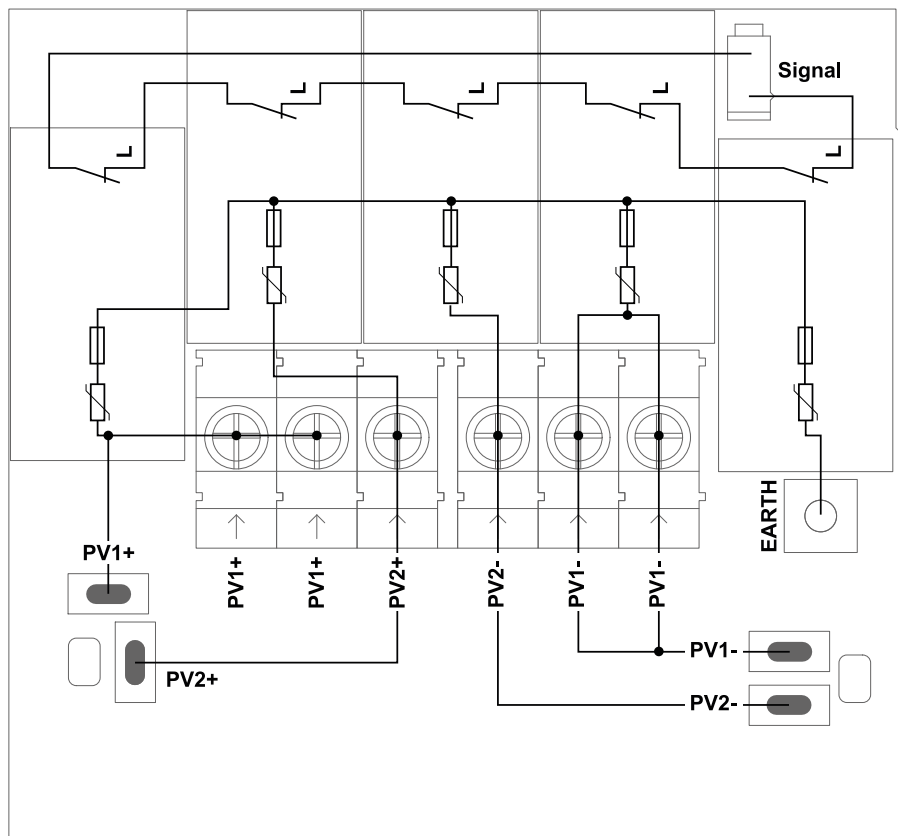 Signal
L
L
L
L
L
EARTH
PV1+
PV1+
PV1+
PV2+
PV2-
PV1-
PV1-
PV1-
PV2+
PV2-